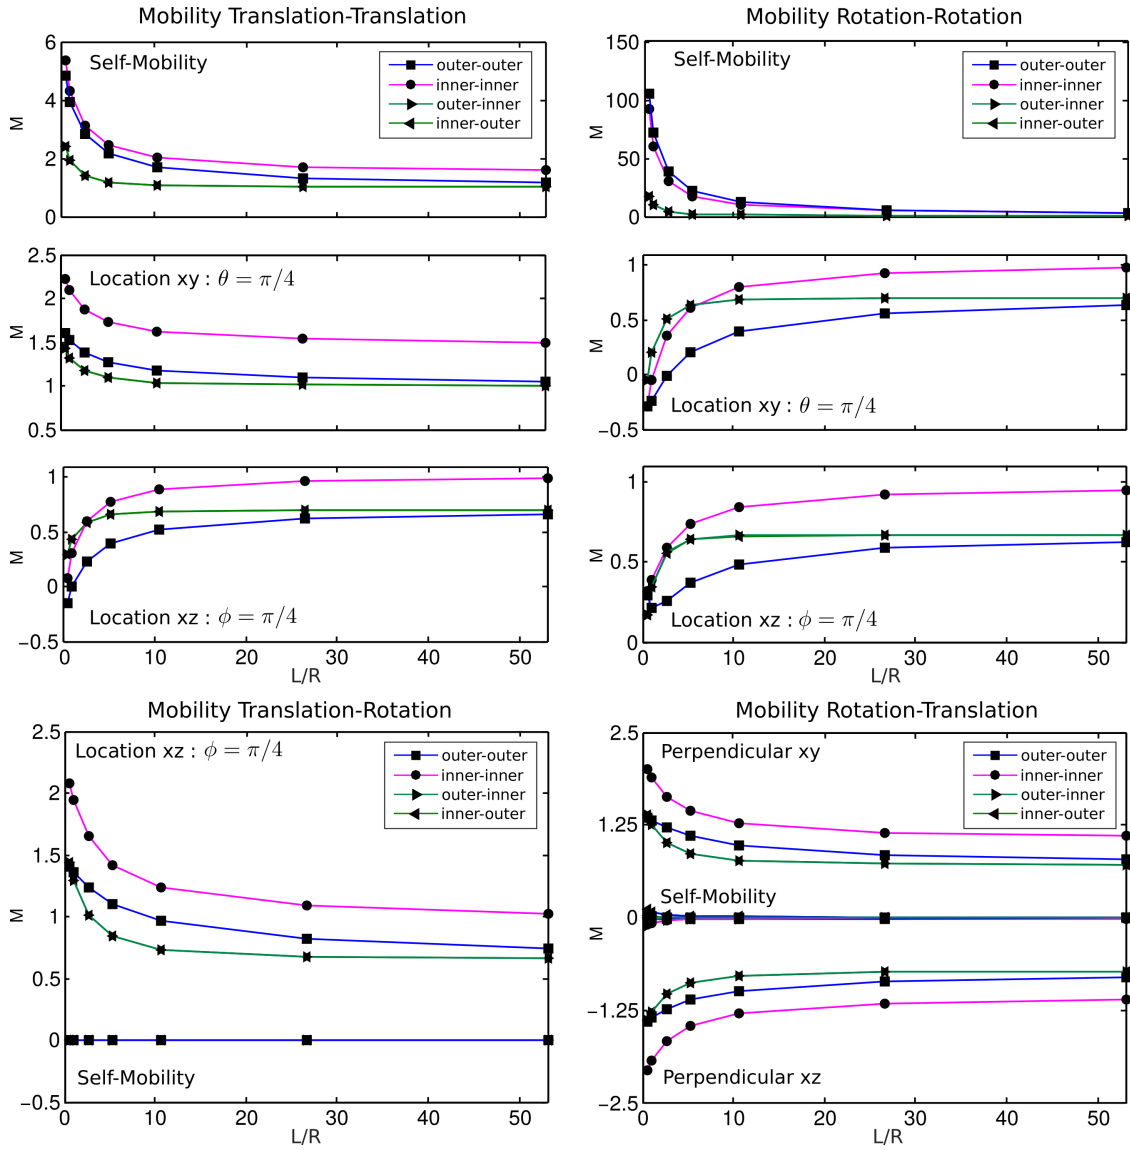 Mobility Translation-Translation
6
4
2
0
M
Self-Mobility
outer-outer
inner-inner
outer-inner
inner-outer
2.5
2
1.5
1
0.5
M
Location xy : θ = π/4
1
0.5
0
−0.5
M
Location xz : ϕ = π/4
0 10 20 30 40 50
L/R
Mobility Rotation-Rotation
150
100
50
0
M
Self-Mobility
outer-outer
inner-inner
outer-inner
inner-outer
1
0.5
0
−0.5
M
Location xy : θ = π/4
1
0.5
0
M
Location xz : ϕ = π/4
0 10 20 30 40 50
L/R
Mobility Translation-Rotation
2.5
2
1.5
1
0.5
0
−0.5
M
Location xz : ϕ = π/4
outer-outer
inner-inner
outer-inner
inner-outer
Self-Mobility
0 10 20 30 40 50
L/R
Mobility Rotation-Translation
2.5
1.25
0
−1.25
−2.5
M
Perpendicular xy
outer-outer
inner-inner
outer-inner
inner-outer
Self-Mobility
Perpendicular xz
0 10 20 30 40 50
L/R